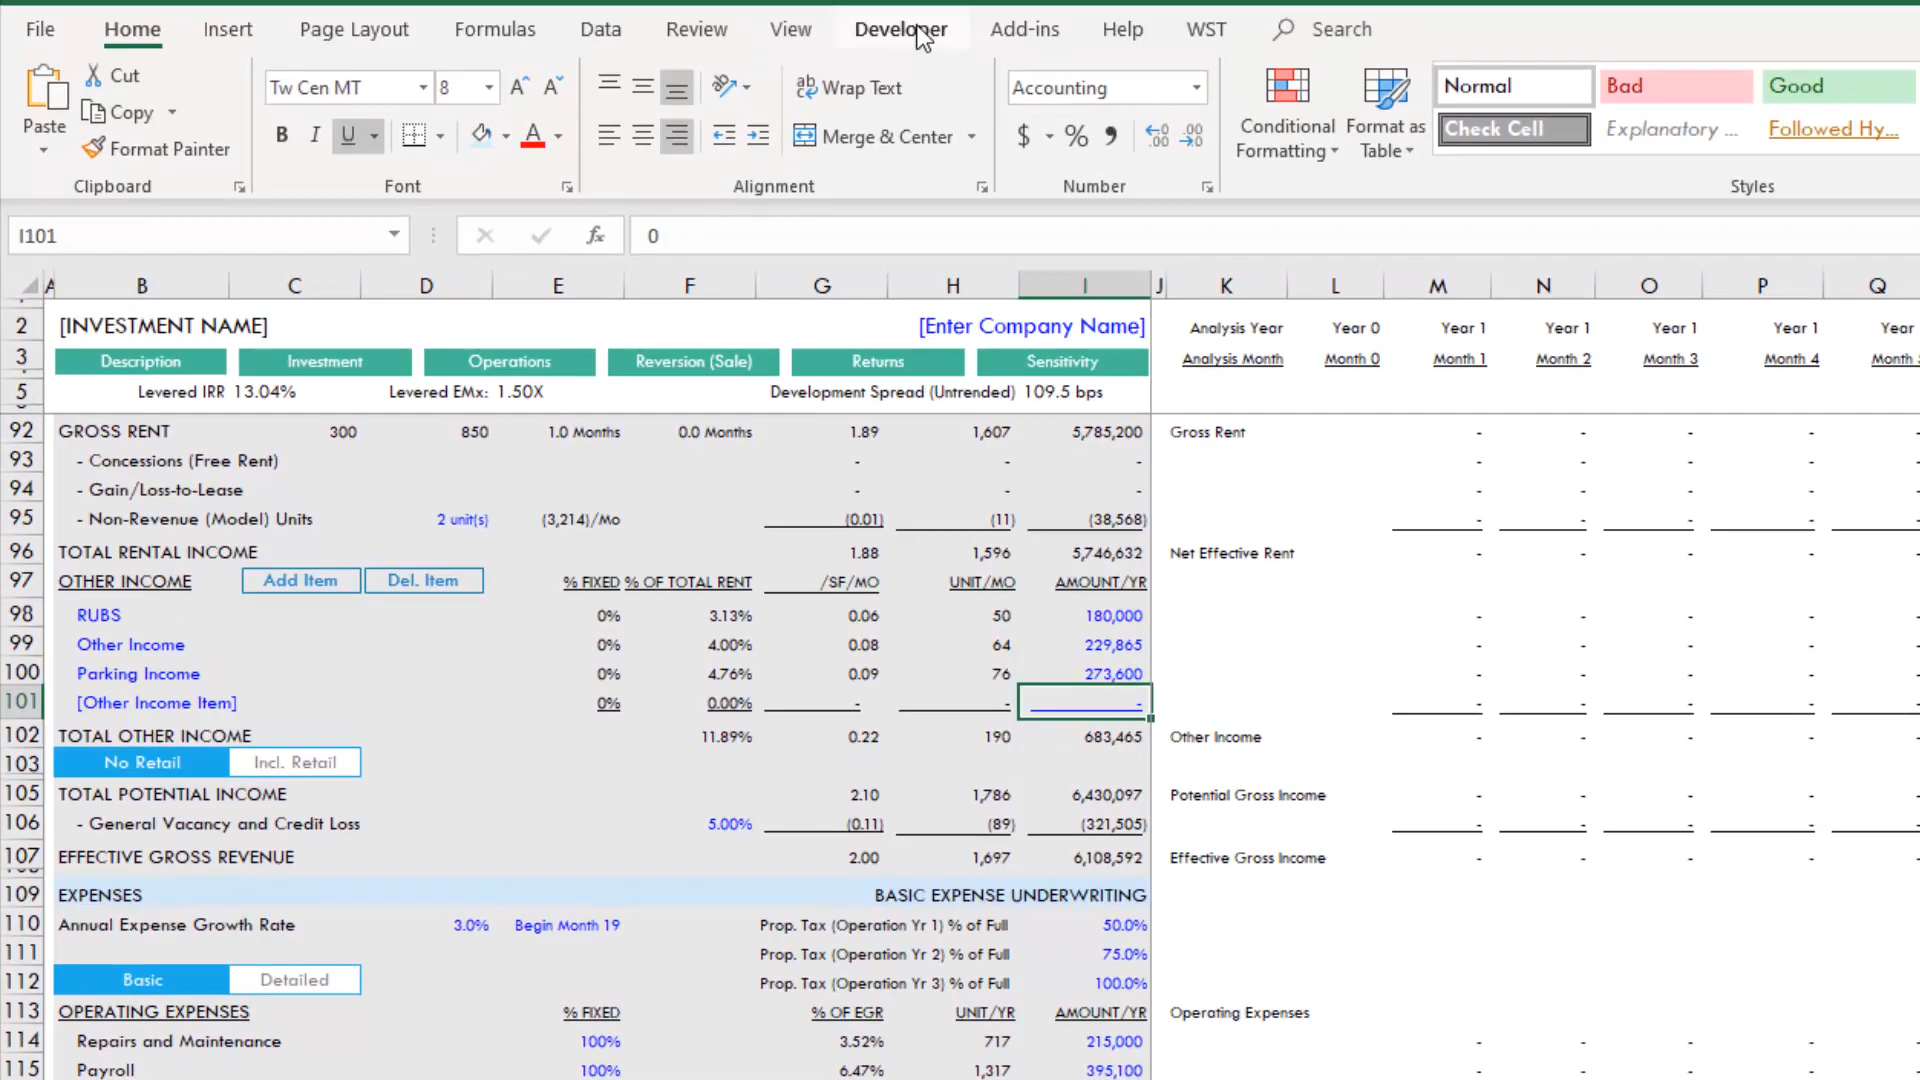 File Home Insert Page Layout Formulas Data Review View Developer Add-ins Help WST Search
Paste Cut Copy Format Painter
Clipboard
Tw Cen MT 8
B I U A
Font
Wrap Text
Merge & Center
Alignment
Accounting
$ % ,
Number
Conditional Formatting Format as Table
Normal Bad Good
Check Cell Explanatory ... Followed Hy...
Styles
I101 fx 0
A B C D E F G H I J K L M N O P Q
2 [INVESTMENT NAME] [Enter Company Name] Analysis Year Year 0 Year 1 Year 1 Year 1 Year 1 Year
3 Description Investment Operations Reversion (Sale) Returns Sensitivity Analysis Month Month 0 Month 1 Month 2 Month 3 Month 4 Month
5 Levered IRR 13.04% Levered EMx: 1.50X Development Spread (Untrended) 109.5 bps
92 GROSS RENT 300 850 1.0 Months 0.0 Months 1.89 1,607 5,785,200 Gross Rent - - - - -
93 - Concessions (Free Rent) - - - - - - - -
94 - Gain/Loss-to-Lease - - - - - - - -
95 - Non-Revenue (Model) Units 2 unit(s) (3,214)/Mo (0.01) (11) (38,568) - - - - -
96 TOTAL RENTAL INCOME 1.88 1,596 5,746,632 Net Effective Rent - - - - -
97 OTHER INCOME Add Item Del. Item % FIXED % OF TOTAL RENT /SF/MO UNIT/MO AMOUNT/YR
98 RUBS 0% 3.13% 0.06 50 180,000 - - - - -
99 Other Income 0% 4.00% 0.08 64 229,865 - - - - -
100 Parking Income 0% 4.76% 0.09 76 273,600 - - - - -
101 [Other Income Item] 0% 0.00% - - - - - - - -
102 TOTAL OTHER INCOME 11.89% 0.22 190 683,465 Other Income - - - - -
103 No Retail Incl. Retail
105 TOTAL POTENTIAL INCOME 2.10 1,786 6,430,097 Potential Gross Income - - - - -
106 - General Vacancy and Credit Loss 5.00% (0.11) (89) (321,505) - - - - -
107 EFFECTIVE GROSS REVENUE 2.00 1,697 6,108,592 Effective Gross Income - - - - -
109 EXPENSES BASIC EXPENSE UNDERWRITING
110 Annual Expense Growth Rate 3.0% Begin Month 19 Prop. Tax (Operation Yr 1) % of Full 50.0%
111 Prop. Tax (Operation Yr 2) % of Full 75.0%
112 Basic Detailed Prop. Tax (Operation Yr 3) % of Full 100.0%
113 OPERATING EXPENSES % FIXED % OF EGR UNIT/YR AMOUNT/YR Operating Expenses
114 Repairs and Maintenance 100% 3.52% 717 215,000 - - - - -
115 Payroll 100% 6.47% 1,317 395,100 - - - - -